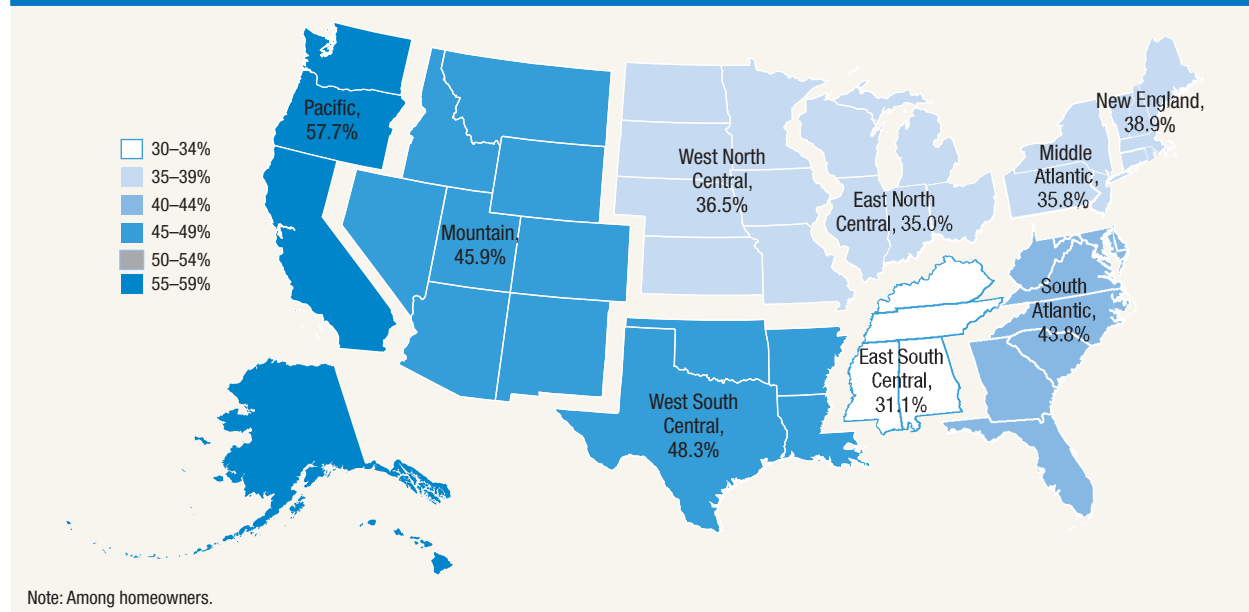 30–34%
35–39%
40–44%
45–49%
50–54%
55–59%
Pacific,
57.7%
Mountain,
45.9%
West North
Central,
36.5%
East North
Central, 35.0%
Middle
Atlantic,
35.8%
New England,
38.9%
South
Atlantic,
43.8%
East South
Central,
31.1%
West South
Central,
48.3%
Note: Among homeowners.